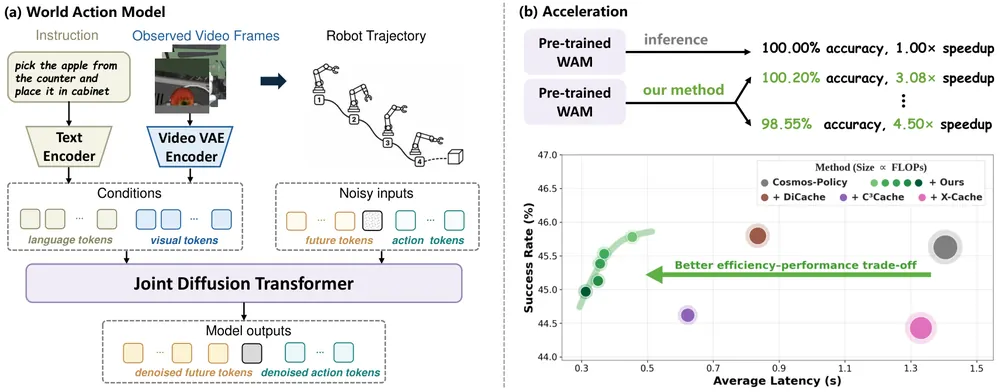 (a) World Action Model
Instruction
Observed Video Frames
Robot Trajectory
pick the apple from
the counter and
place it in cabinet
1
2
3
4
Text
Encoder
Video VAE
Encoder
Conditions
Noisy inputs
...
...
...
...
language tokens
visual tokens
future tokens
action tokens
Joint Diffusion Transformer
Model outputs
...
...
denoised future tokens
denoised action tokens
(b) Acceleration
Pre-trained
WAM
inference
100.00% accuracy, 1.00× speedup
Pre-trained
WAM
our method
100.20% accuracy, 3.08× speedup
⋮
98.55% accuracy, 4.50× speedup
Method (Size ∝ FLOPs)
Cosmos-Policy
+ Ours
+ DiCache
+ C³Cache
+ X-Cache
Better efficiency–performance trade-off
Success Rate (%)
47.0
46.5
46.0
45.5
45.0
44.5
44.0
0.3
0.5
0.7
0.9
1.1
1.3
1.5
Average Latency (s)